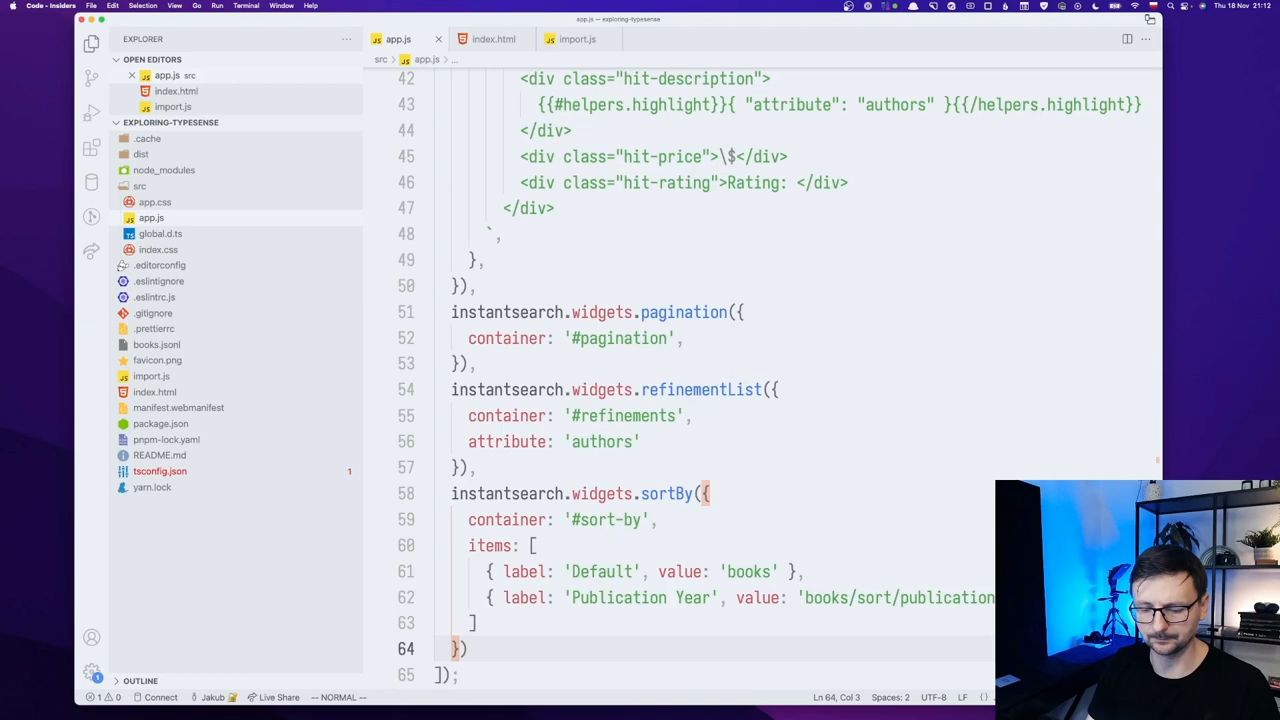 Code - Insiders File Edit Selection View Go Run Terminal Window Help
Thu 18 Nov 21:12
app.js — exploring-typesense
EXPLORER
app.js
index.html
import.js
src
app.js
...
OPEN EDITORS
app.js src
index.html
import.js
EXPLORING-TYPESENSE
.cache
dist
node_modules
src
app.css
app.js
global.d.ts
index.css
.editorconfig
.eslintignore
.eslintrc.js
.gitignore
.prettierrc
books.jsonl
favicon.png
import.js
index.html
manifest.webmanifest
package.json
pnpm-lock.yaml
README.md
tsconfig.json 1
yarn.lock
OUTLINE
42 <div class="hit-description">
43 {{#helpers.highlight}}{ "attribute": "authors" }{{/helpers.highlight}}
44 </div>
45 <div class="hit-price">\$</div>
46 <div class="hit-rating">Rating: </div>
47 </div>
48 `,
49 },
50 }),
51 instantsearch.widgets.pagination({
52 container: '#pagination',
53 }),
54 instantsearch.widgets.refinementList({
55 container: '#refinements',
56 attribute: 'authors'
57 }),
58 instantsearch.widgets.sortBy({
59 container: '#sort-by',
60 items: [
61 { label: 'Default', value: 'books' },
62 { label: 'Publication Year', value: 'books/sort/publication
63 ]
64 })
65 ]);
1 0 Connect Jakub Live Share -- NORMAL --
Ln 64, Col 3 Spaces: 2 UTF-8 LF { }
1